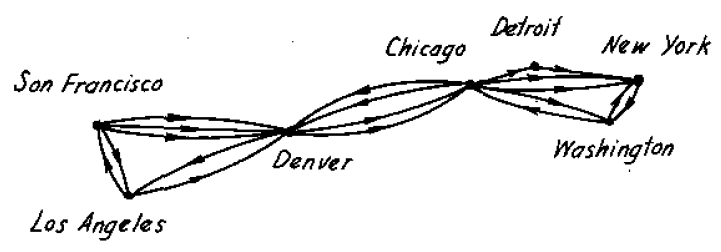 Detroit
Chicago
New York
San Francisco
Denver
Washington
Los Angeles